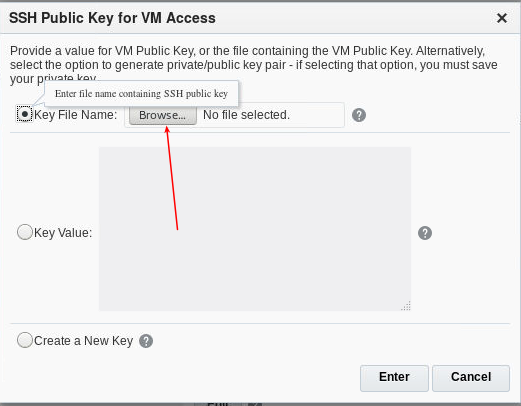 SSH Public Key for VM Access
Provide a value for VM Public Key, or the file containing the VM Public Key. Alternatively,
select the option to generate private/public key pair - if selecting that option, you must save
your private key
Enter file name containing SSH public key
Key File Name: Browse... No file selected. ?
Key Value: ?
Create a New Key ?
Enter Cancel